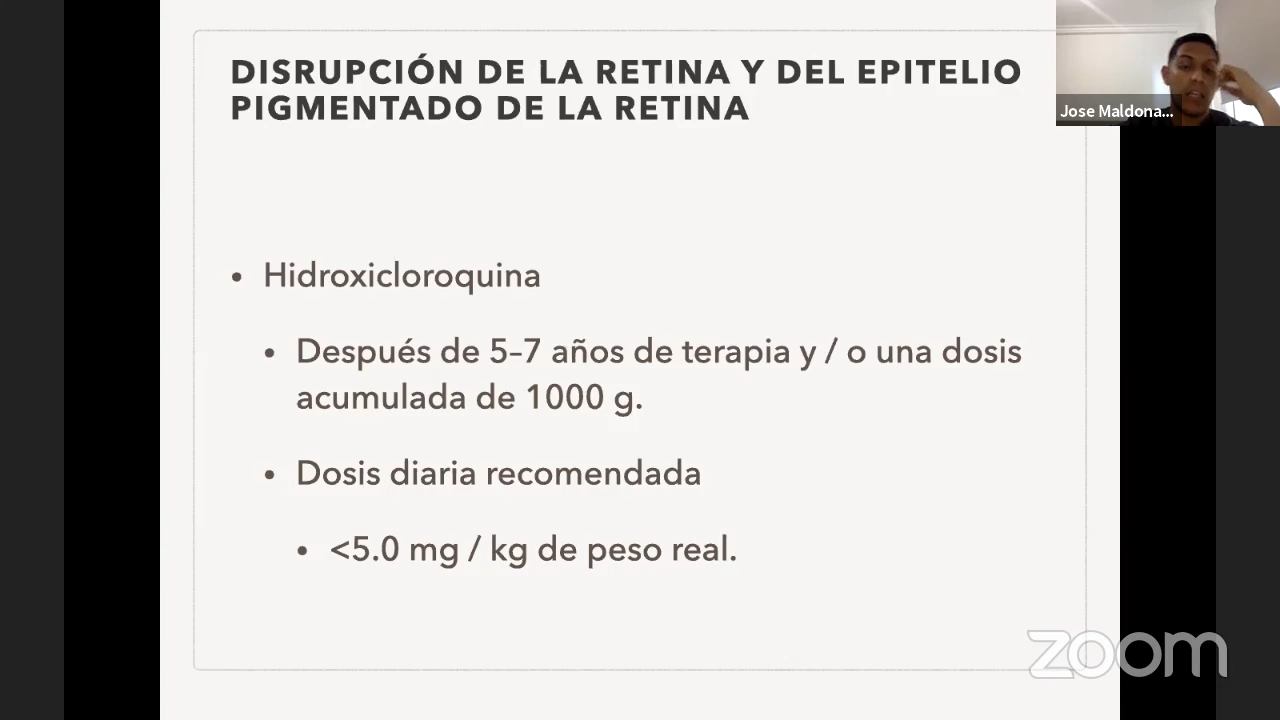 DISRUPCIÓN DE LA RETINA Y DEL EPITELIO
PIGMENTADO DE LA RETINA
Jose Maldona...
• Hidroxicloroquina
• Después de 5–7 años de terapia y / o una dosis
acumulada de 1000 g.
• Dosis diaria recomendada
• <5.0 mg / kg de peso real.
zoom